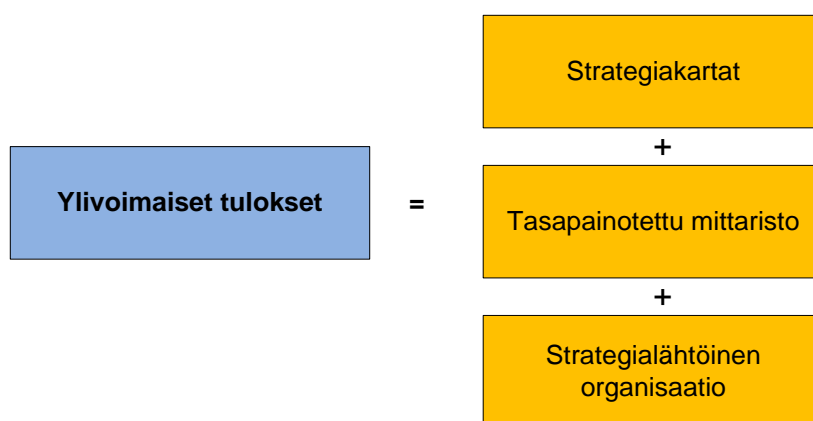 Ylivoimaiset tulokset
=
Strategiakartat
+
Tasapainotettu mittaristo
+
Strategialähtöinen
organisaatio